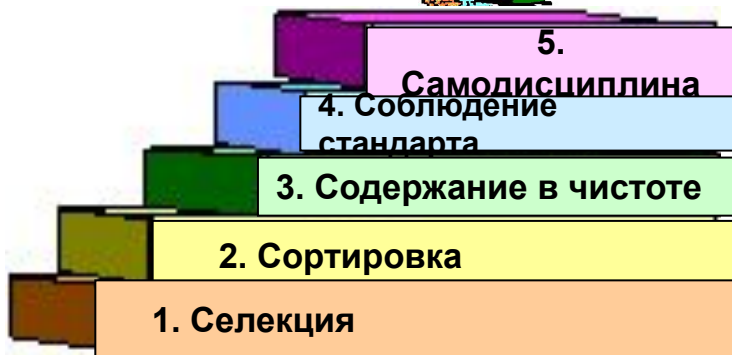 5.
Самодисциплина
4. Соблюдение
стандарта
3. Содержание в чистоте
2. Сортировка
1. Селекция